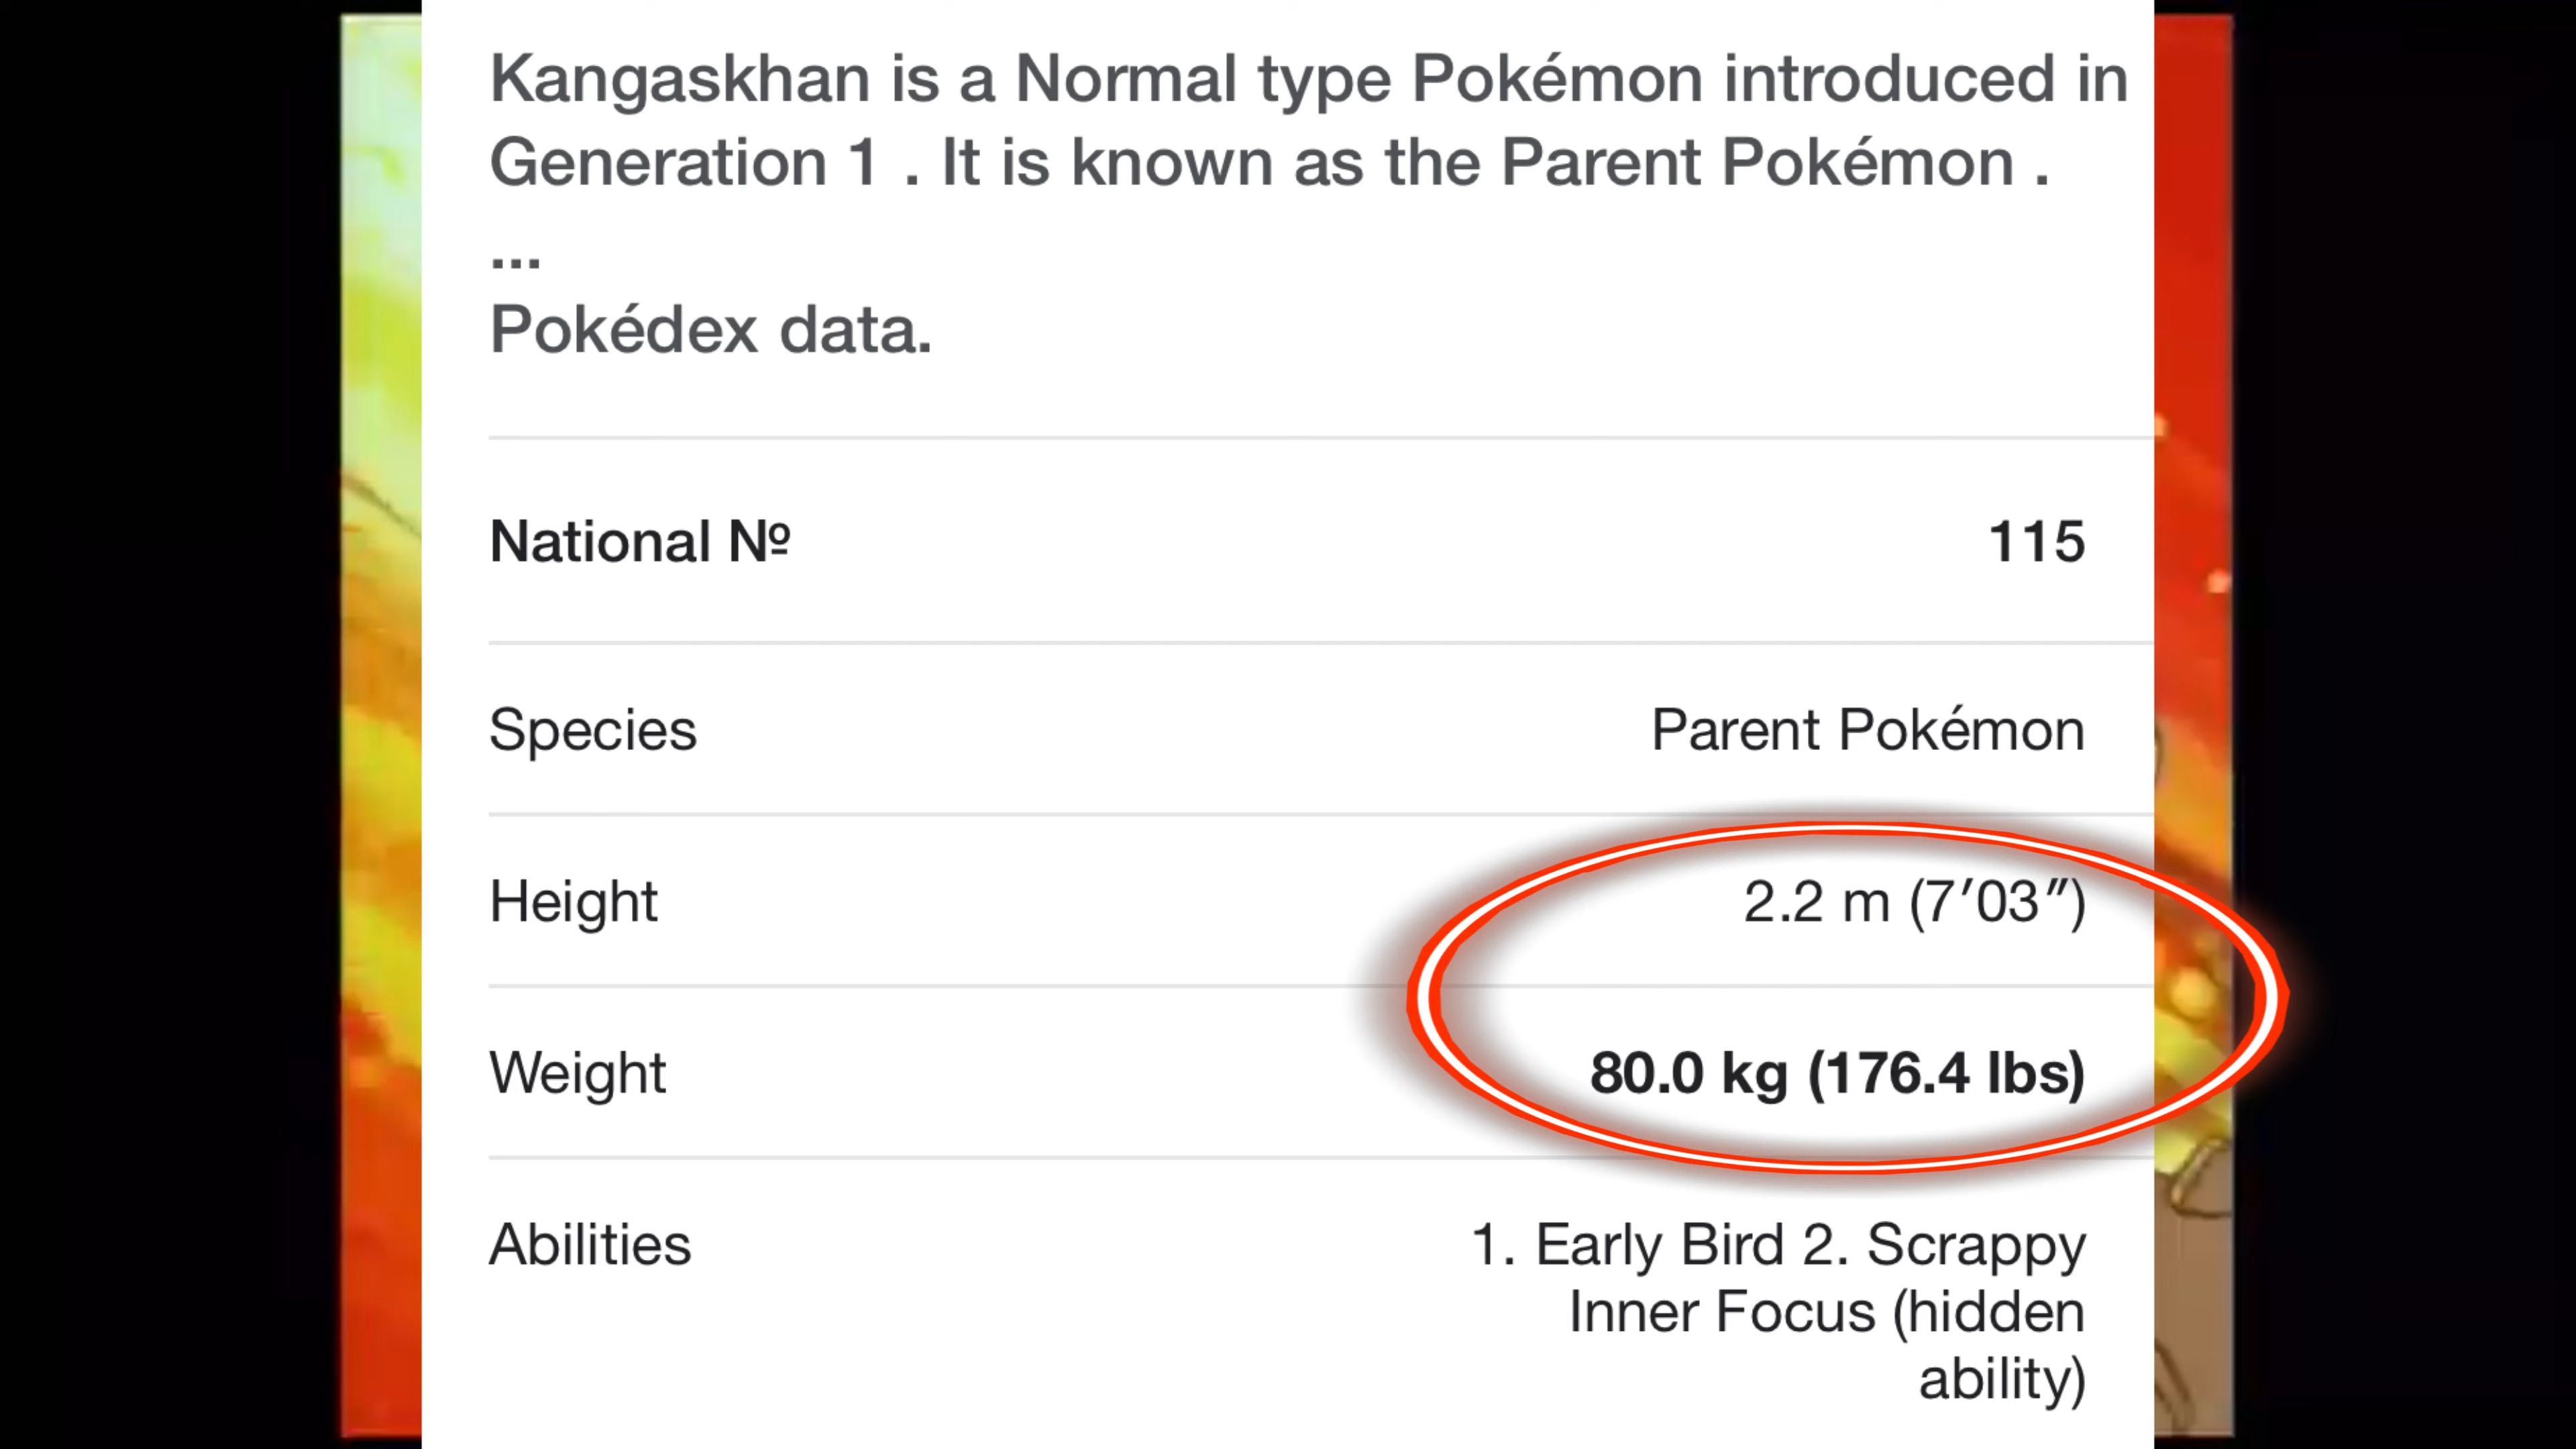 Kangaskhan is a Normal type Pokémon introduced in
Generation 1 . It is known as the Parent Pokémon .
...
Pokédex data.
National Nº 115
Species Parent Pokémon
Height 2.2 m (7′03″)
Weight 80.0 kg (176.4 lbs)
Abilities 1. Early Bird 2. Scrappy
Inner Focus (hidden
ability)